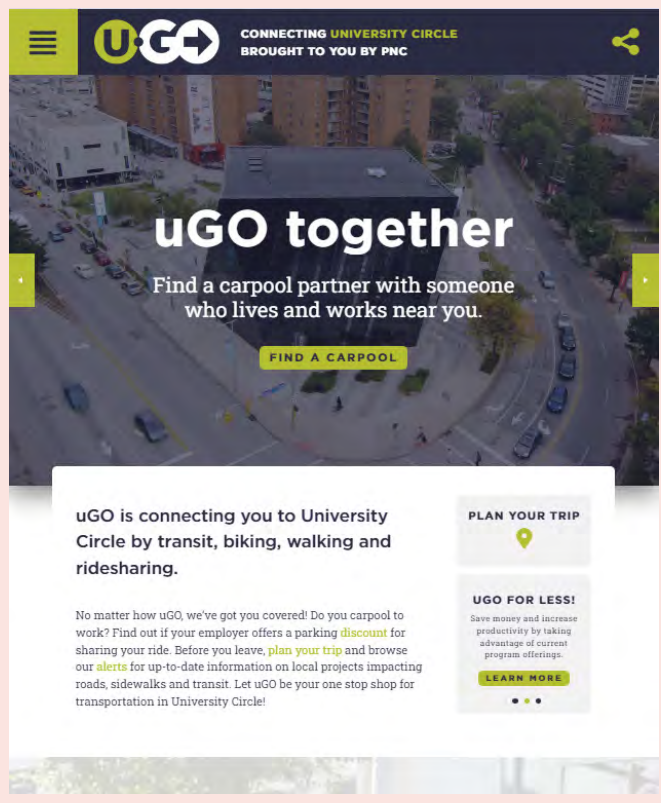 UGO
CONNECTING UNIVERSITY CIRCLE
BROUGHT TO YOU BY PNC
uGO together
Find a carpool partner with someone
who lives and works near you.
FIND A CARPOOL
uGO is connecting you to University
Circle by transit, biking, walking and
ridesharing.
No matter how uGO, we've got you covered! Do you carpool to
work? Find out if your employer offers a parking discount for
sharing your ride. Before you leave, plan your trip and browse
our alerts for up-to-date information on local projects impacting
roads, sidewalks and transit. Let uGO be your one stop shop for
transportation in University Circle!
PLAN YOUR TRIP
UGO FOR LESS!
Save money and increase
productivity by taking
advantage of current
program offerings.
LEARN MORE